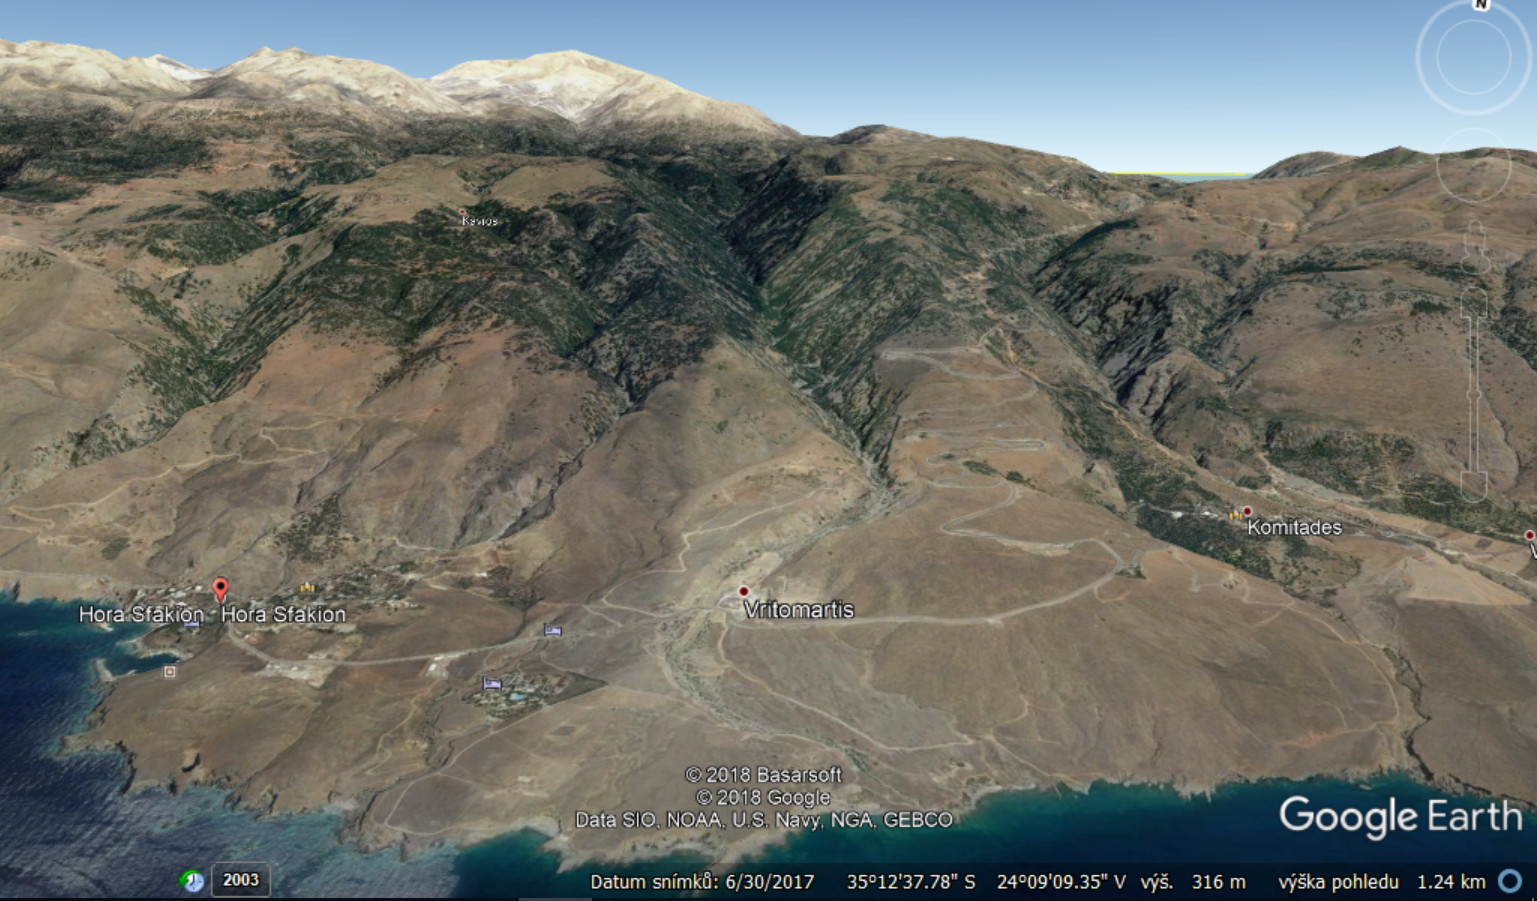 N
Kavros
Komitades
V
Vritomartis
Hora Sfakion
Hora Sfakion
© 2018 Basarsoft
© 2018 Google
Data SIO, NOAA, U.S. Navy, NGA, GEBCO
Google Earth
2003
Datum snímků: 6/30/2017 35°12'37.78" S 24°09'09.35" V výš. 316 m výška pohledu 1.24 km